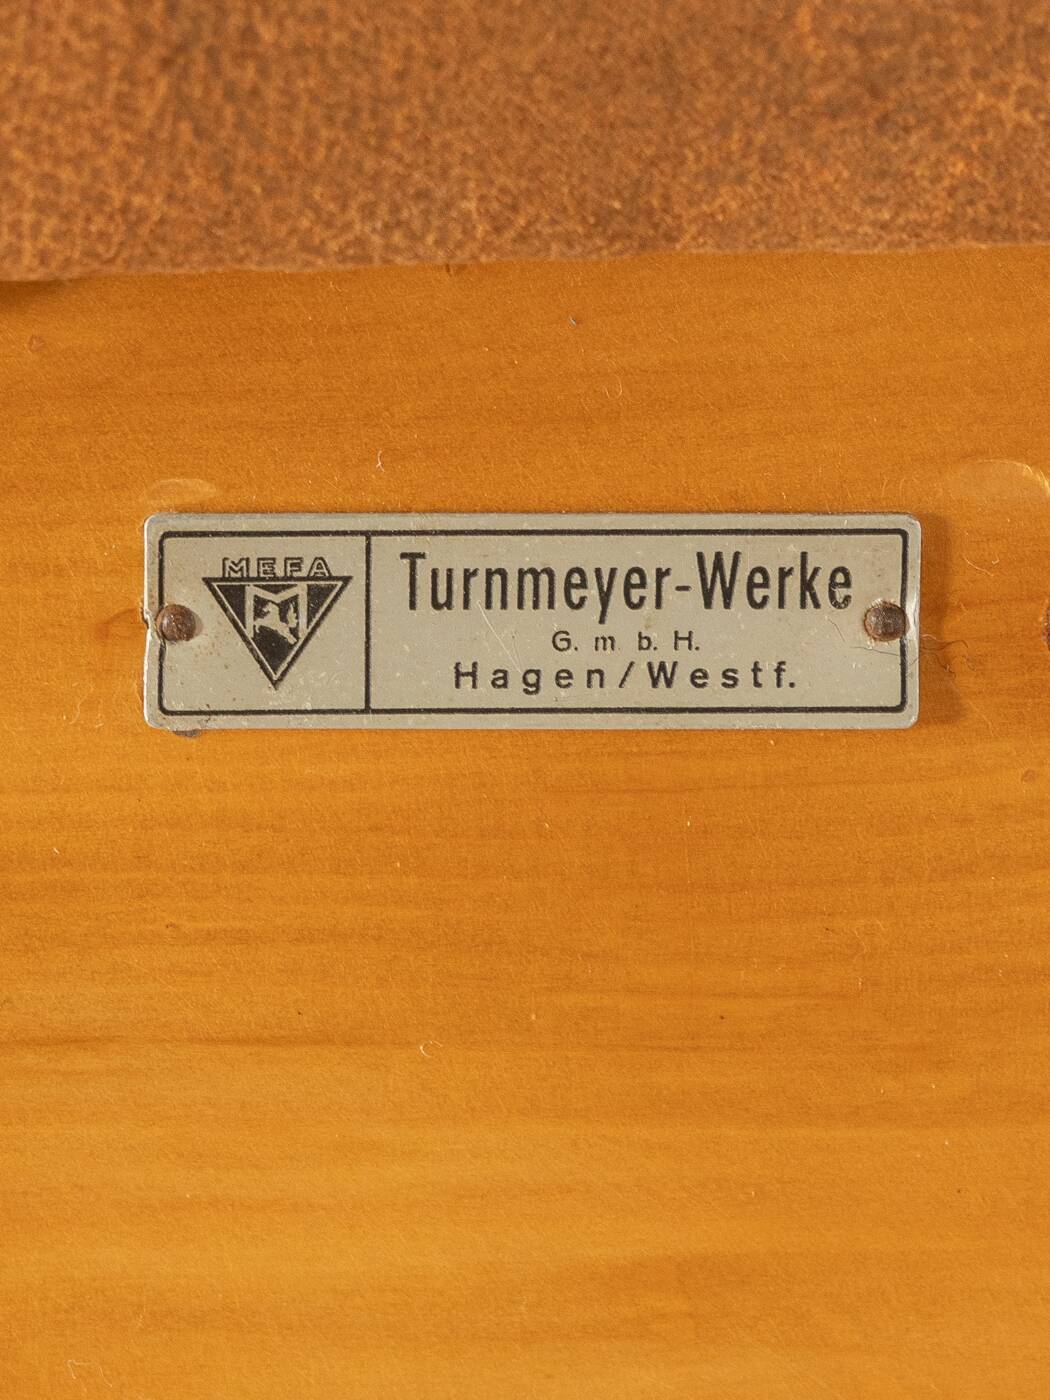 MEFA
M
Turnmeyer-Werke
G. m b. H.
Hagen/Westf.